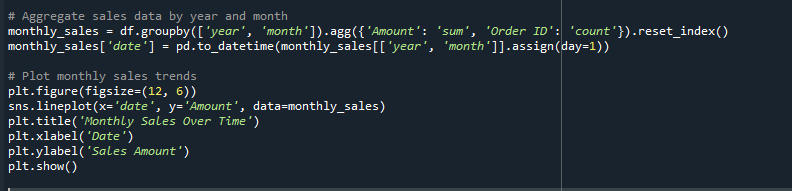 # Aggregate sales data by year and month
monthly_sales = df.groupby(['year', 'month']).agg({'Amount': 'sum', 'Order ID': 'count'}).reset_index()
monthly_sales['date'] = pd.to_datetime(monthly_sales[['year', 'month']].assign(day=1))
# Plot monthly sales trends
plt.figure(figsize=(12, 6))
sns.lineplot(x='date', y='Amount', data=monthly_sales)
plt.title('Monthly Sales Over Time')
plt.xlabel('Date')
plt.ylabel('Sales Amount')
plt.show()